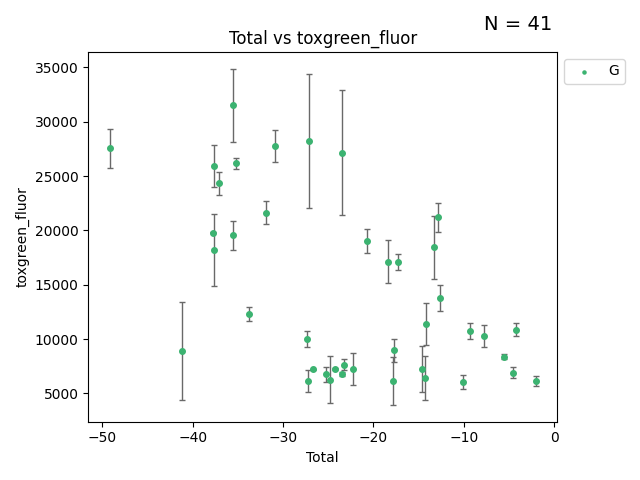 N = 41
Total vs toxgreen_fluor
G
toxgreen_fluor
35000
30000
25000
20000
15000
10000
5000
−50 −40 −30 −20 −10 0
Total